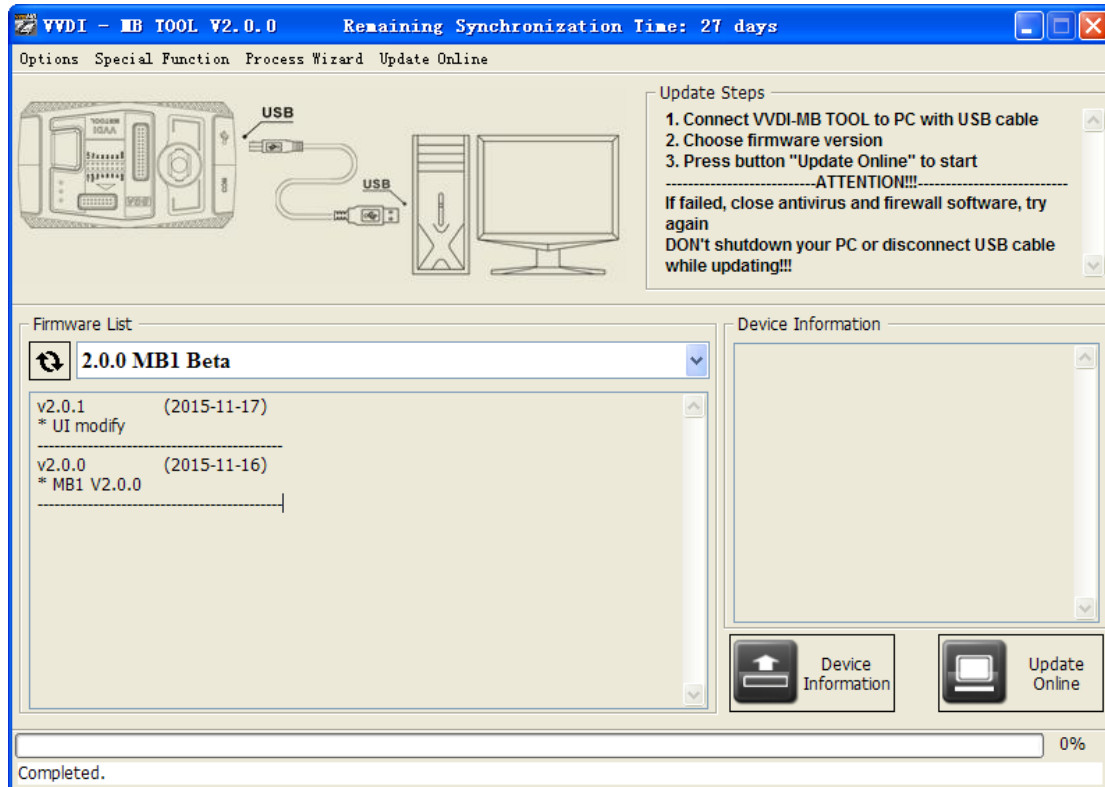 VVDI - MB TOOL V2.0.0 Remaining Synchronization Time: 27 days
Options Special Function Process Wizard Update Online
USB
USB
Update Steps
1. Connect VVDI-MB TOOL to PC with USB cable
2. Choose firmware version
3. Press button "Update Online" to start
---------------------------ATTENTION!!!---------------------------
If failed, close antivirus and firewall software, try
again
DON't shutdown your PC or disconnect USB cable
while updating!!!
Firmware List
2.0.0 MB1 Beta
v2.0.1 (2015-11-17)
* UI modify
--------------------------------------------
v2.0.0 (2015-11-16)
* MB1 V2.0.0
--------------------------------------------
Device Information
Device
Information
Update
Online
0%
Completed.